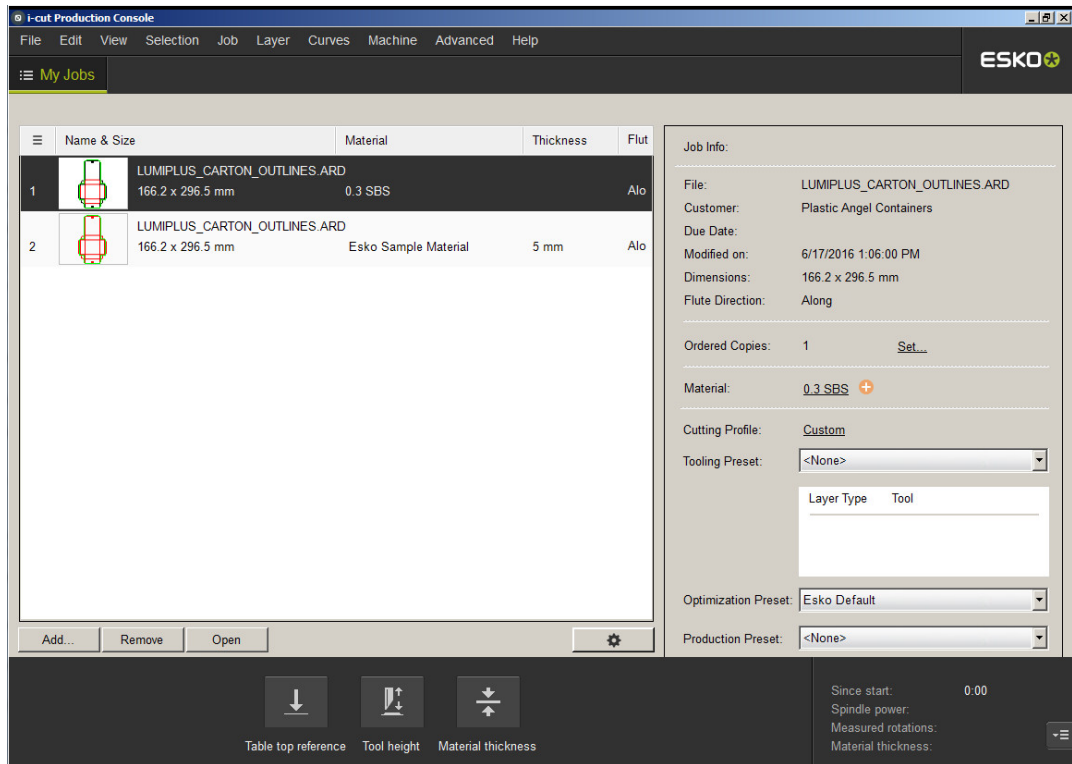 i-cut Production Console
File Edit View Selection Job Layer Curves Machine Advanced Help
ESKO
My Jobs
Name & Size Material Thickness Flut
LUMIPLUS_CARTON_OUTLINES.ARD
1 166.2 x 296.5 mm 0.3 SBS Alo
LUMIPLUS_CARTON_OUTLINES.ARD
2 166.2 x 296.5 mm Esko Sample Material 5 mm Alo
Add... Remove Open
Job Info:
File: LUMIPLUS_CARTON_OUTLINES.ARD
Customer: Plastic Angel Containers
Due Date:
Modified on: 6/17/2016 1:06:00 PM
Dimensions: 166.2 x 296.5 mm
Flute Direction: Along
Ordered Copies: 1 Set...
Material: 0.3 SBS
Cutting Profile: Custom
Tooling Preset: <None>
Layer Type Tool
Optimization Preset: Esko Default
Production Preset: <None>
Table top reference Tool height Material thickness
Since start: 0:00
Spindle power:
Measured rotations:
Material thickness: